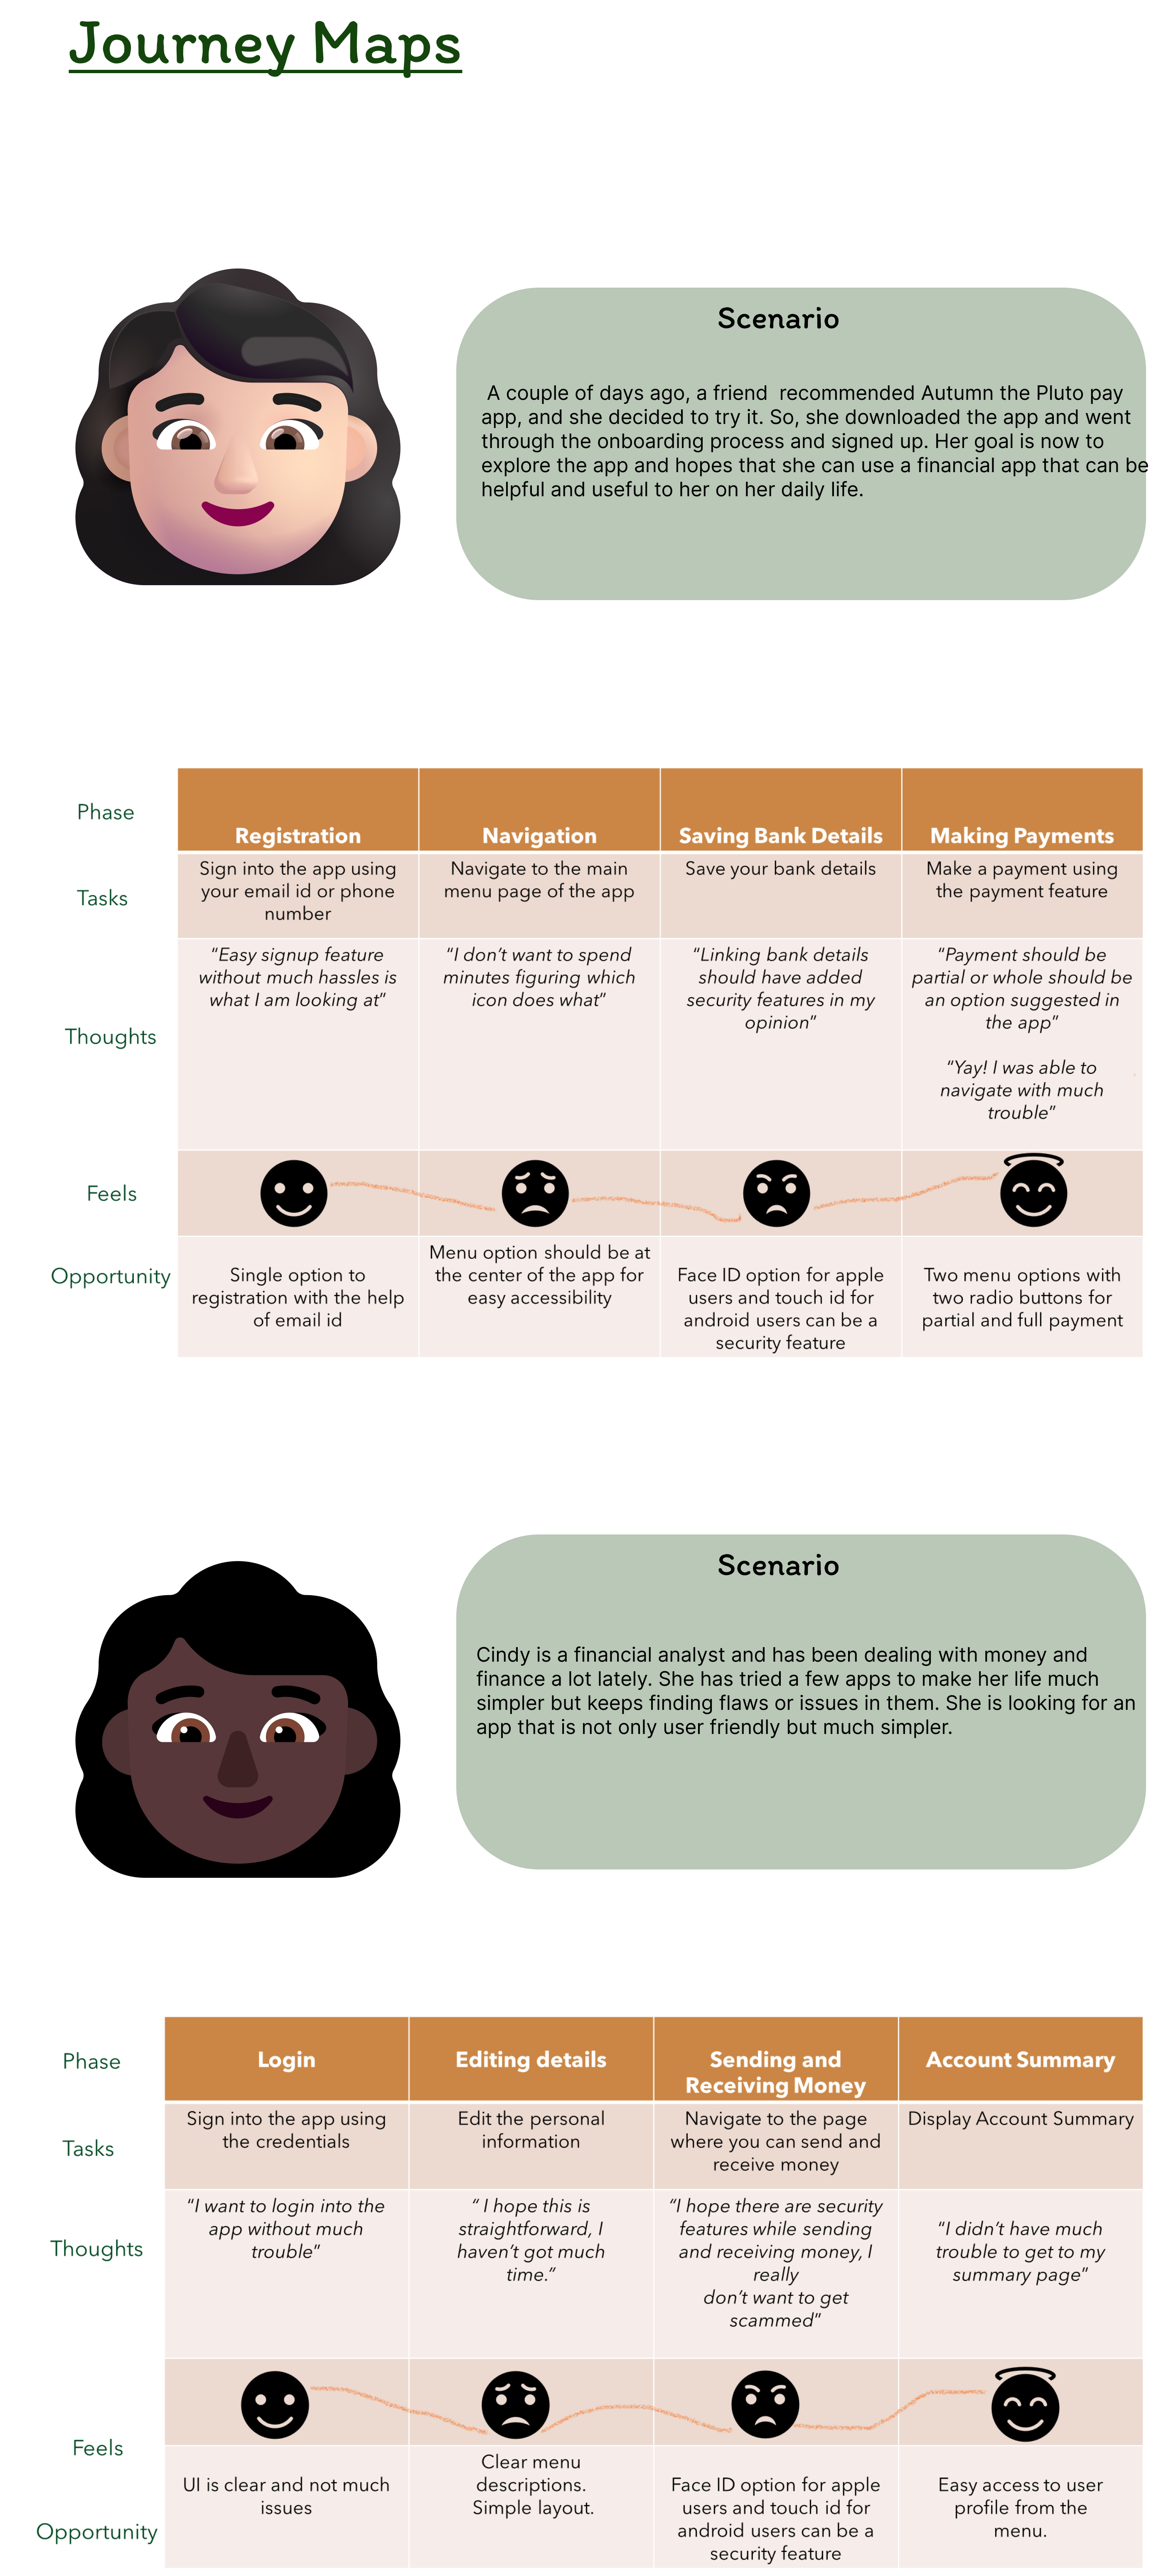 Journey Maps
Scenario
A couple of days ago, a friend  recommended Autumn the Pluto pay
app, and she decided to try it. So, she downloaded the app and went
through the onboarding process and signed up. Her goal is now to
explore the app and hopes that she can use a financial app that can be
helpful and useful to her on her daily life.
Phase
Registration
Navigation
Saving Bank Details
Making Payments
Tasks
Sign into the app using
your email id or phone
number
Navigate to the main
menu page of the app
Save your bank details
Make a payment using
the payment feature
Thoughts
“Easy signup feature
without much hassles is
what I am looking at”
“I don’t want to spend
minutes figuring which
icon does what”
“Linking bank details
should have added
security features in my
opinion”
“Payment should be
partial or whole should be
an option suggested in
the app”
“Yay! I was able to
navigate with much
trouble”
Feels
Opportunity
Single option to
registration with the help
of email id
Menu option should be at
the center of the app for
easy accessibility
Face ID option for apple
users and touch id for
android users can be a
security feature
Two menu options with
two radio buttons for
partial and full payment
Scenario
Cindy is a financial analyst and has been dealing with money and
finance a lot lately. She has tried a few apps to make her life much
simpler but keeps finding flaws or issues in them. She is looking for an
app that is not only user friendly but much simpler.
Phase
Login
Editing details
Sending and
Receiving Money
Account Summary
Tasks
Sign into the app using
the credentials
Edit the personal
information
Navigate to the page
where you can send and
receive money
Display Account Summary
Thoughts
“I want to login into the
app without much
trouble”
“ I hope this is
straightforward, I
haven’t got much
time.”
“I hope there are security
features while sending
and receiving money, I
really
don’t want to get
scammed”
“I didn’t have much
trouble to get to my
summary page”
Feels
Opportunity
UI is clear and not much
issues
Clear menu
descriptions.
Simple layout.
Face ID option for apple
users and touch id for
android users can be a
security feature
Easy access to user
profile from the
menu.